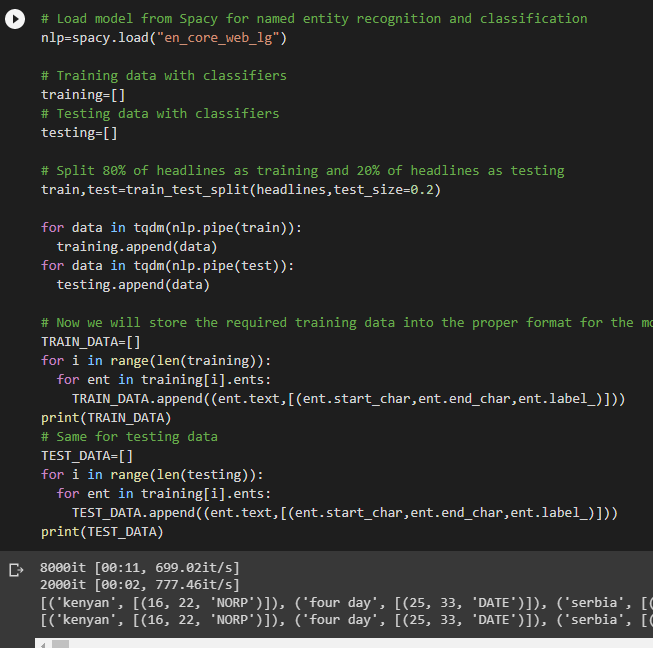 # Load model from Spacy for named entity recognition and classification
nlp=spacy.load("en_core_web_lg")
# Training data with classifiers
training=[]
# Testing data with classifiers
testing=[]
# Split 80% of headlines as training and 20% of headlines as testing
train,test=train_test_split(headlines,test_size=0.2)
for data in tqdm(nlp.pipe(train)):
  training.append(data)
for data in tqdm(nlp.pipe(test)):
  testing.append(data)
# Now we will store the required training data into the proper format for the mo
TRAIN_DATA=[]
for i in range(len(training)):
  for ent in training[i].ents:
    TRAIN_DATA.append((ent.text,[(ent.start_char,ent.end_char,ent.label_)]))
print(TRAIN_DATA)
# Same for testing data
TEST_DATA=[]
for i in range(len(testing)):
  for ent in training[i].ents:
    TEST_DATA.append((ent.text,[(ent.start_char,ent.end_char,ent.label_)]))
print(TEST_DATA)
8000it [00:11, 699.02it/s]
2000it [00:02, 777.46it/s]
[('kenyan', [(16, 22, 'NORP')]), ('four day', [(25, 33, 'DATE')]), ('serbia', [(
[('kenyan', [(16, 22, 'NORP')]), ('four day', [(25, 33, 'DATE')]), ('serbia', [(